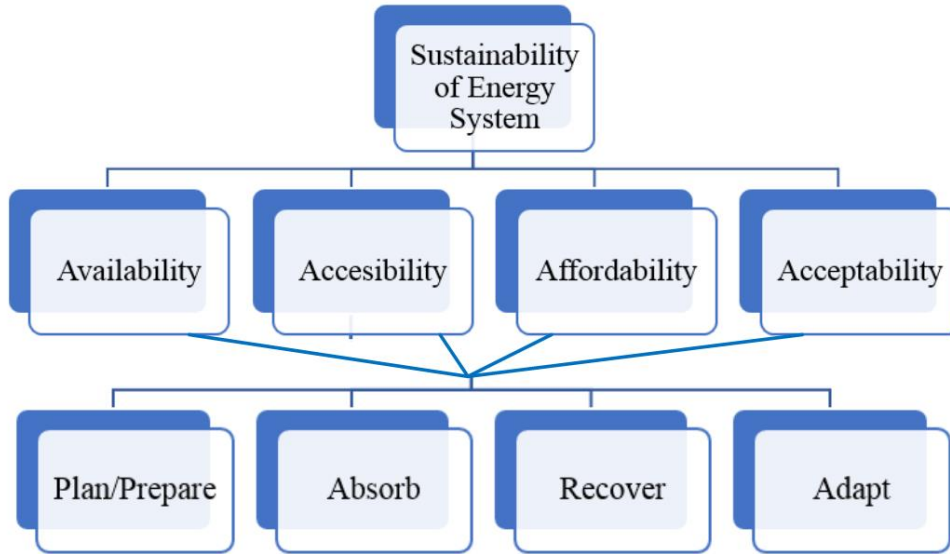 Sustainability
of Energy
System
Availability
Accesibility
Affordability
Acceptability
Plan/Prepare
Absorb
Recover
Adapt